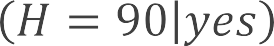 (H = 90|yes)